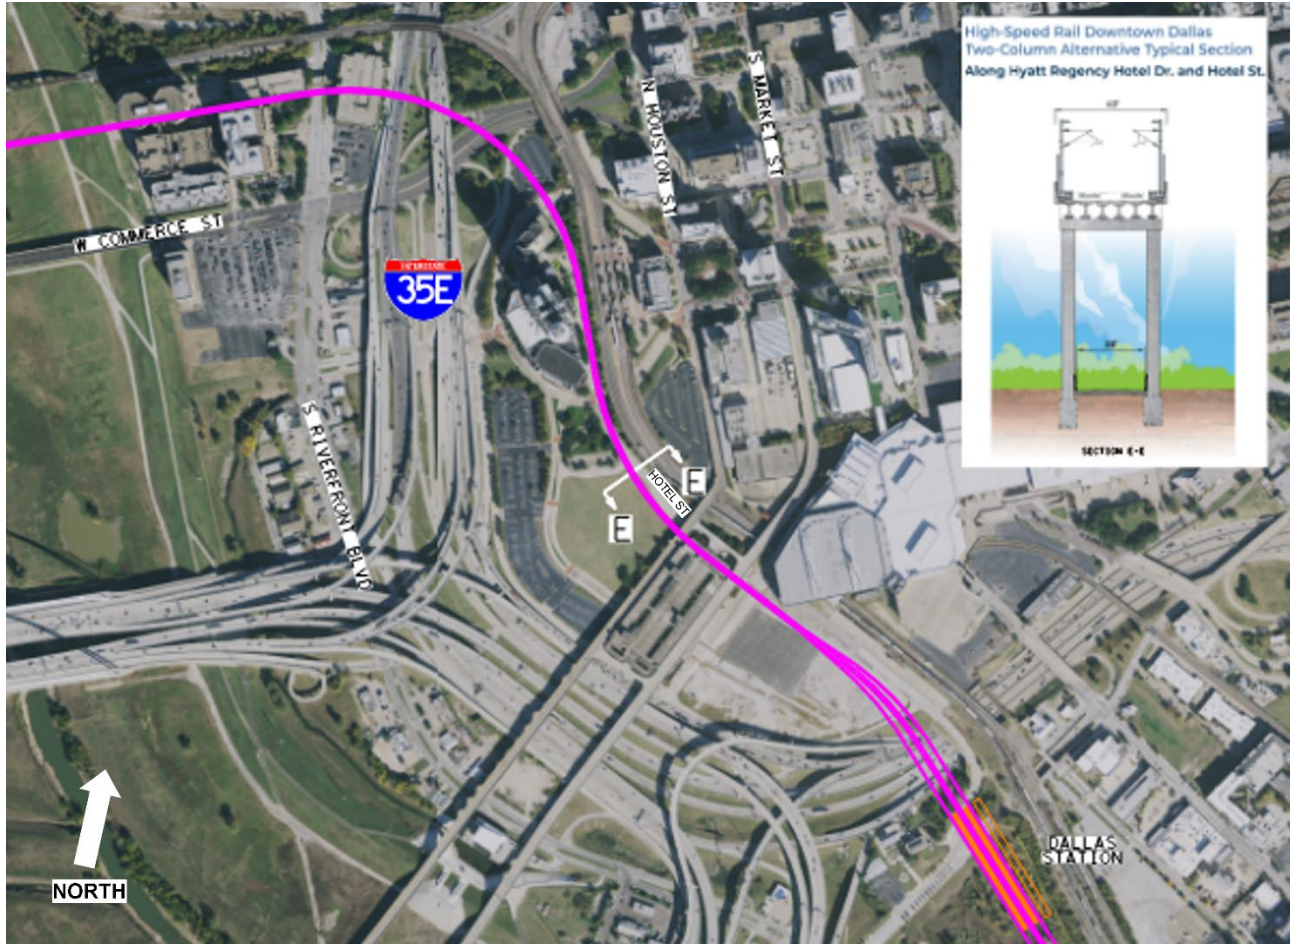 High-Speed Rail Downtown Dallas
Two-Column Alternative Typical Section
Along Hyatt Regency Hotel Dr. and Hotel St.
SECTION E-E
S MARKET ST
N HOUSTON ST
W COMMERCE ST
INTERSTATE
35E
S RIVERFRONT BLVD
E
HOTEL ST
E
DALLAS
STATION
NORTH